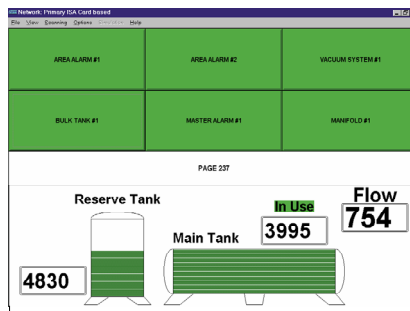 Network: Primary ISA Card based
File View Scanning Options Simulation Help
AREA ALARM #1 AREA ALARM #2 VACUUM SYSTEM #1
BULK TANK #1 MASTER ALARM #1 MANIFOLD #1
PAGE 237
Reserve Tank In Use Flow
754
Main Tank 3995
4830